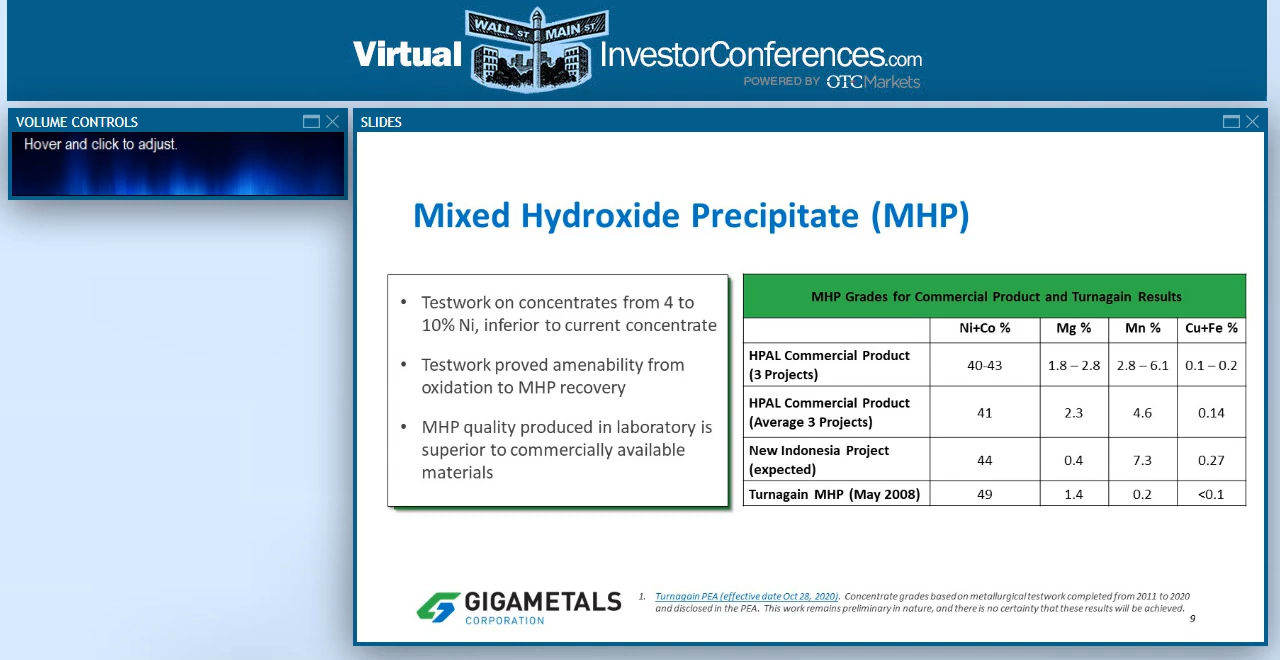 WALL ST MAIN ST
Virtual InvestorConferences.com
POWERED BY OTCMarkets
VOLUME CONTROLS
Hover and click to adjust.
SLIDES
Mixed Hydroxide Precipitate (MHP)
• Testwork on concentrates from 4 to
10% Ni, inferior to current concentrate
• Testwork proved amenability from
oxidation to MHP recovery
• MHP quality produced in laboratory is
superior to commercially available
materials
MHP Grades for Commercial Product and Turnagain Results
Ni+Co % Mg % Mn % Cu+Fe %
HPAL Commercial Product
(3 Projects) 40-43 1.8 – 2.8 2.8 – 6.1 0.1 – 0.2
HPAL Commercial Product
(Average 3 Projects) 41 2.3 4.6 0.14
New Indonesia Project
(expected) 44 0.4 7.3 0.27
Turnagain MHP (May 2008) 49 1.4 0.2 <0.1
GIGAMETALS
CORPORATION
1. Turnagain PEA (effective date Oct 28, 2020). Concentrate grades based on metallurgical testwork completed from 2011 to 2020
and disclosed in the PEA. This work remains preliminary in nature, and there is no certainty that these results will be achieved.
9